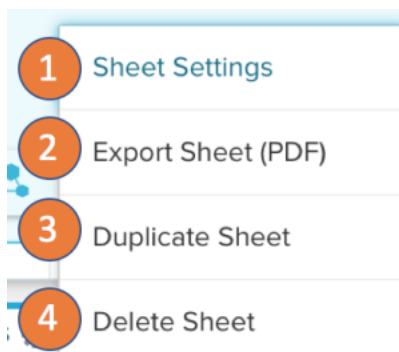 1 Sheet Settings
2 Export Sheet (PDF)
3 Duplicate Sheet
4 Delete Sheet